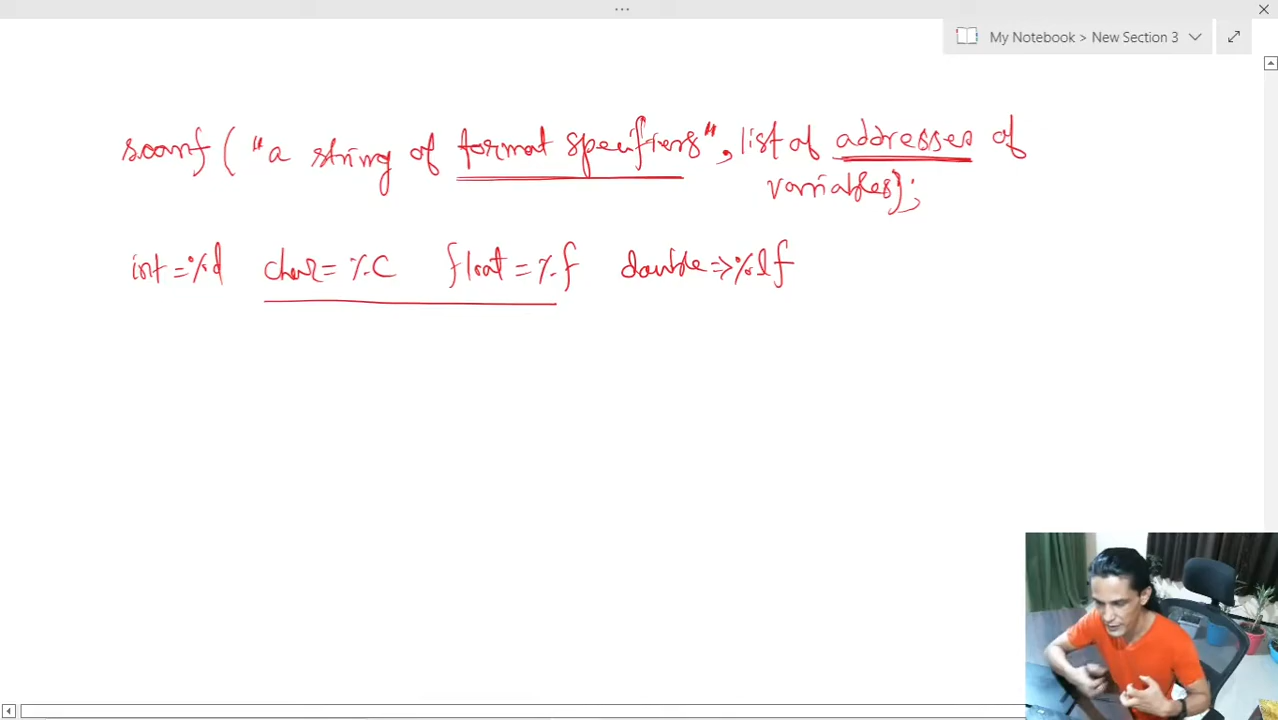 ...
My Notebook > New Section 3
scanf ( "a string of format specifiers", list of addresses of
variables);
int = %d char = %c float = %f double => %lf